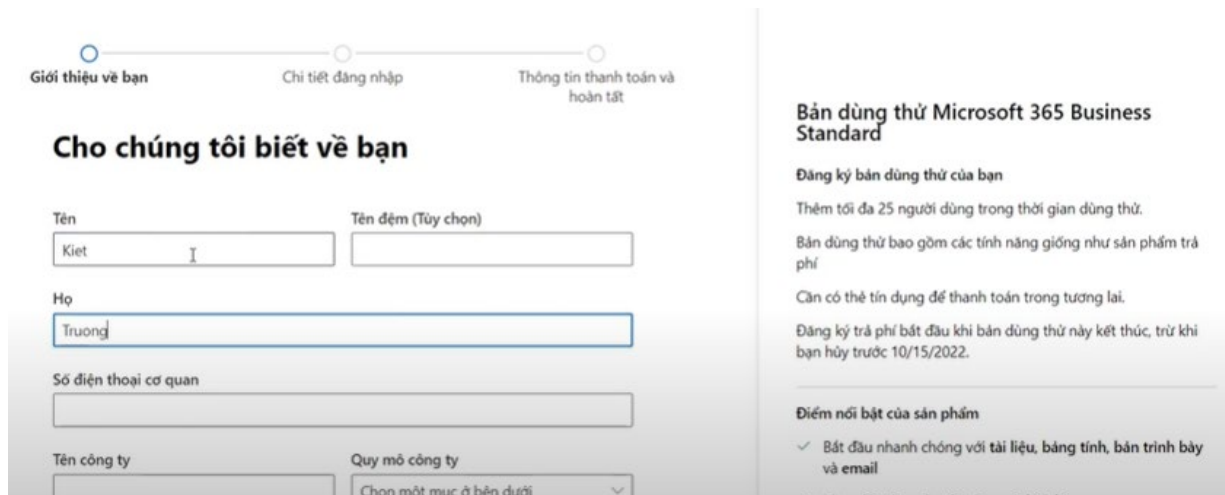 Giới thiệu về bạn
Chi tiết đăng nhập
Thông tin thanh toán và
hoàn tất
Cho chúng tôi biết về bạn
Tên
Tên đệm (Tùy chọn)
Kiet
Họ
Truong
Số điện thoại cơ quan
Tên công ty
Quy mô công ty
Chọn một mục ở bên dưới
Bản dùng thử Microsoft 365 Business
Standard
Đăng ký bản dùng thử của bạn
Thêm tối đa 25 người dùng trong thời gian dùng thử.
Bản dùng thử bao gồm các tính năng giống như sản phẩm trả
phí
Cần có thẻ tín dụng để thanh toán trong tương lai.
Đăng ký trả phí bắt đầu khi bản dùng thử này kết thúc, trừ khi
bạn hủy trước 10/15/2022.
Điểm nổi bật của sản phẩm
✓ Bắt đầu nhanh chóng với tài liệu, bảng tính, bản trình bày
và email